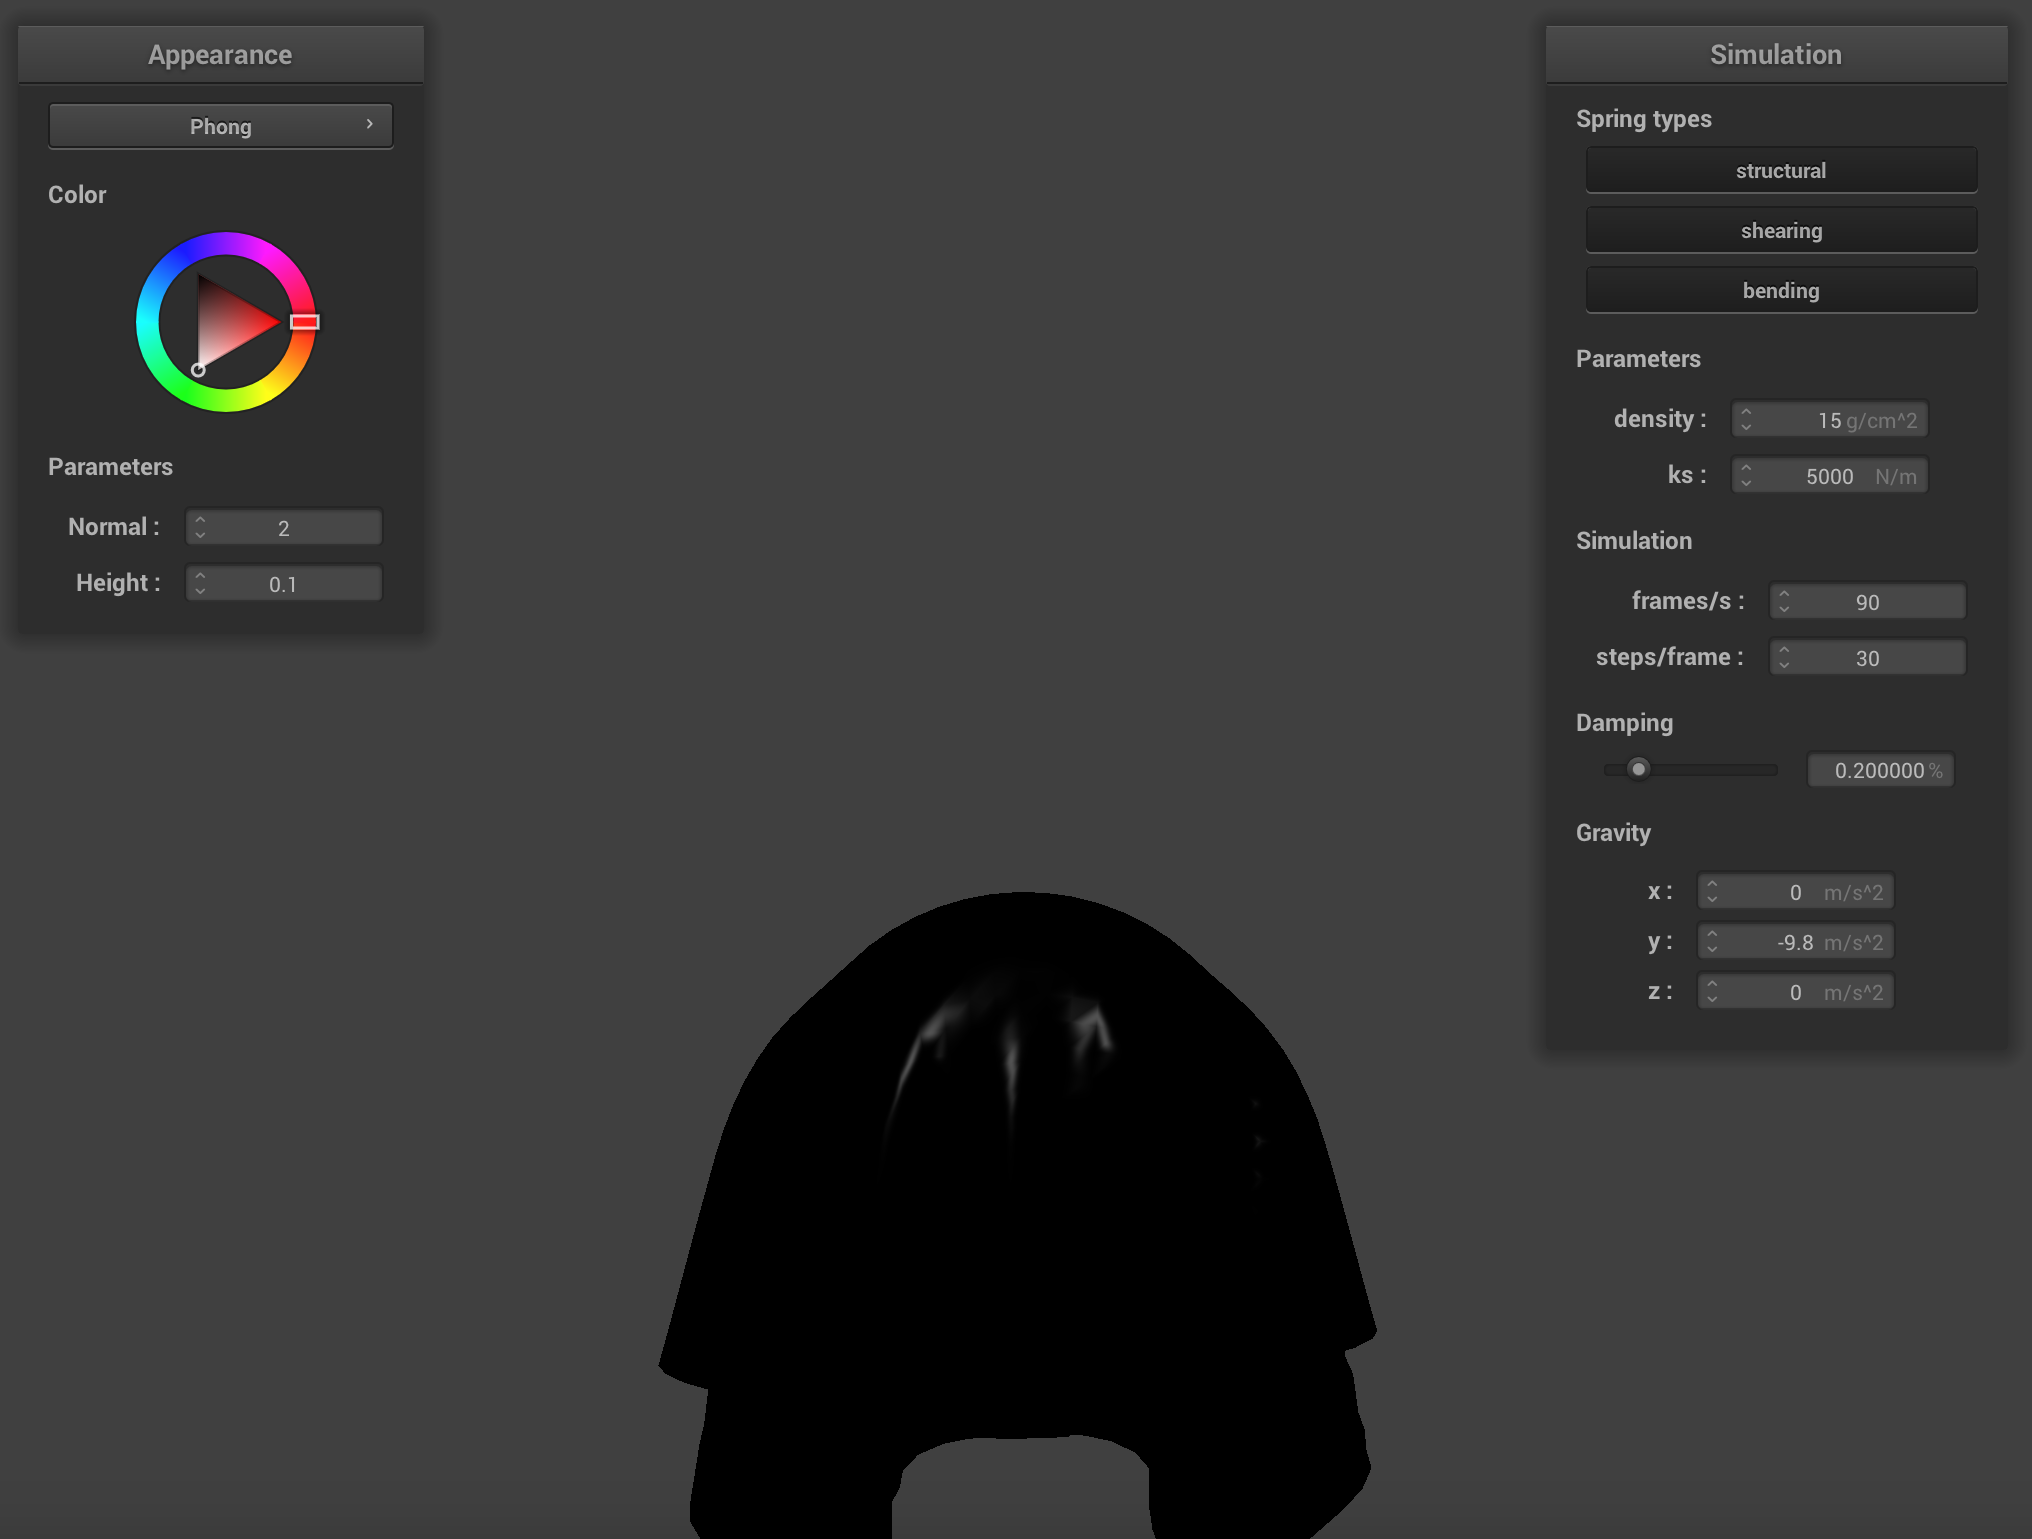 Appearance
Phong
Color
Parameters
Normal : 2
Height : 0.1
Simulation
Spring types
structural
shearing
bending
Parameters
density : 15 g/cm^2
ks : 5000 N/m
Simulation
frames/s : 90
steps/frame : 30
Damping
0.200000 %
Gravity
x : 0 m/s^2
y : -9.8 m/s^2
z : 0 m/s^2